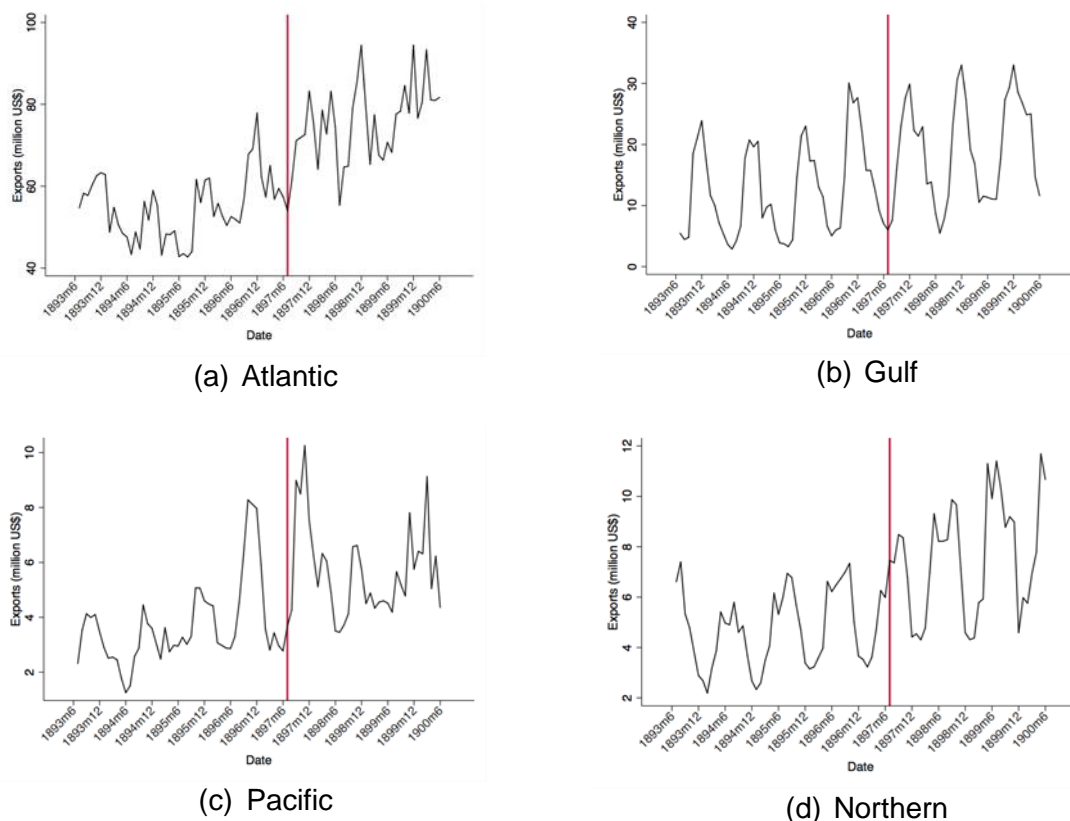 Exports (million US$)
100
80
60
40
1893m6
1893m12
1894m6
1894m12
1895m6
1895m12
1896m6
1896m12
1897m6
1897m12
1898m6
1898m12
1899m6
1899m12
1900m6
Date
(a) Atlantic
Exports (million US$)
40
30
20
10
0
1893m6
1893m12
1894m6
1894m12
1895m6
1895m12
1896m6
1896m12
1897m6
1897m12
1898m6
1898m12
1899m6
1899m12
1900m6
Date
(b) Gulf
Exports (million US$)
10
8
6
4
2
1893m6
1893m12
1894m6
1894m12
1895m6
1895m12
1896m6
1896m12
1897m6
1897m12
1898m6
1898m12
1899m6
1899m12
1900m6
Date
(c) Pacific
Exports (million US$)
12
10
8
6
4
2
1893m6
1893m12
1894m6
1894m12
1895m6
1895m12
1896m6
1896m12
1897m6
1897m12
1898m6
1898m12
1899m6
1899m12
1900m6
Date
(d) Northern